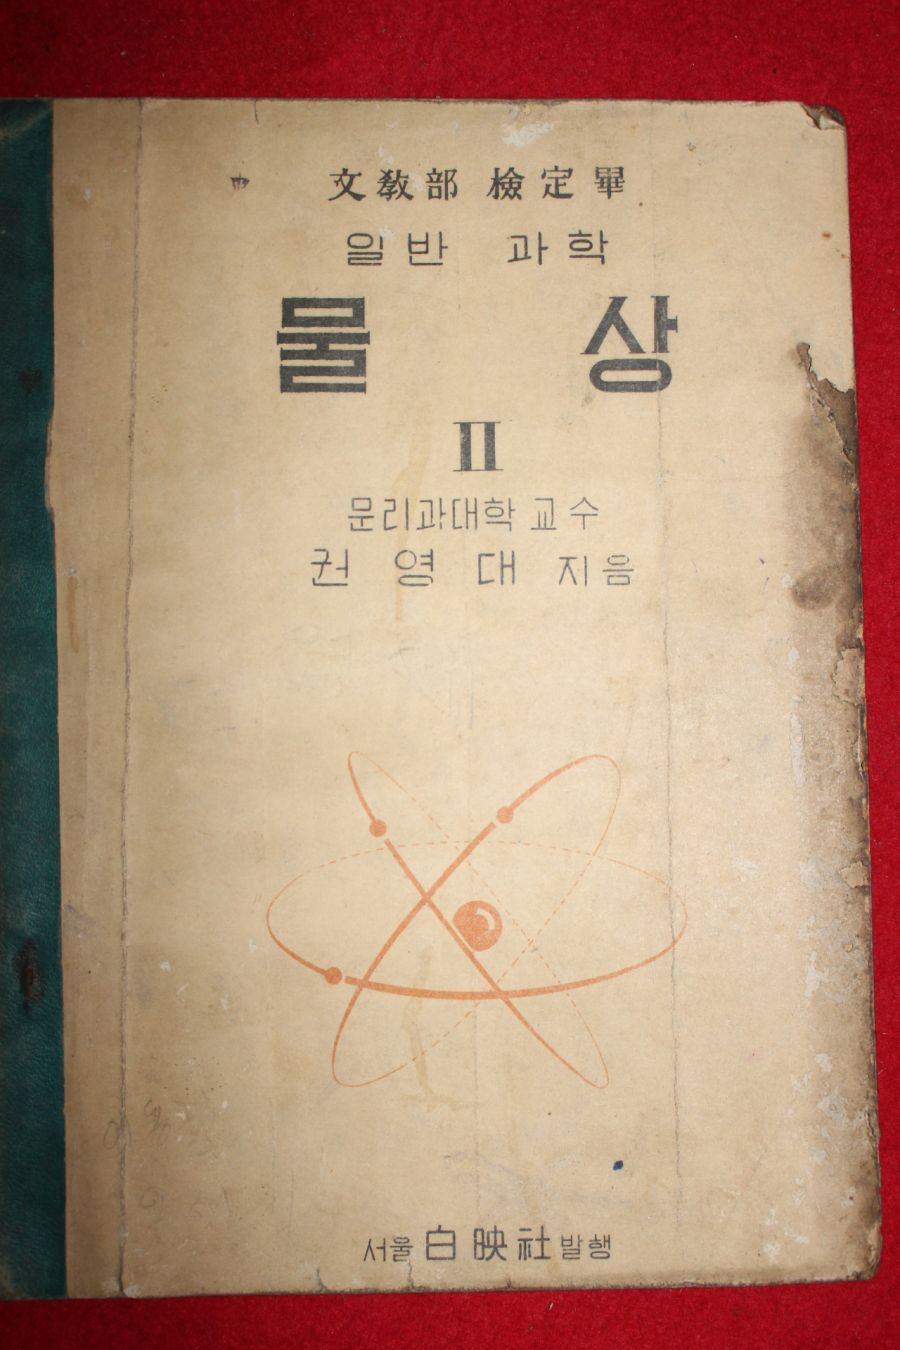 文敎部 檢定畢
일반 과학
물상
II
문리과대학 교수
권영대 지음
서울 白映社 발행